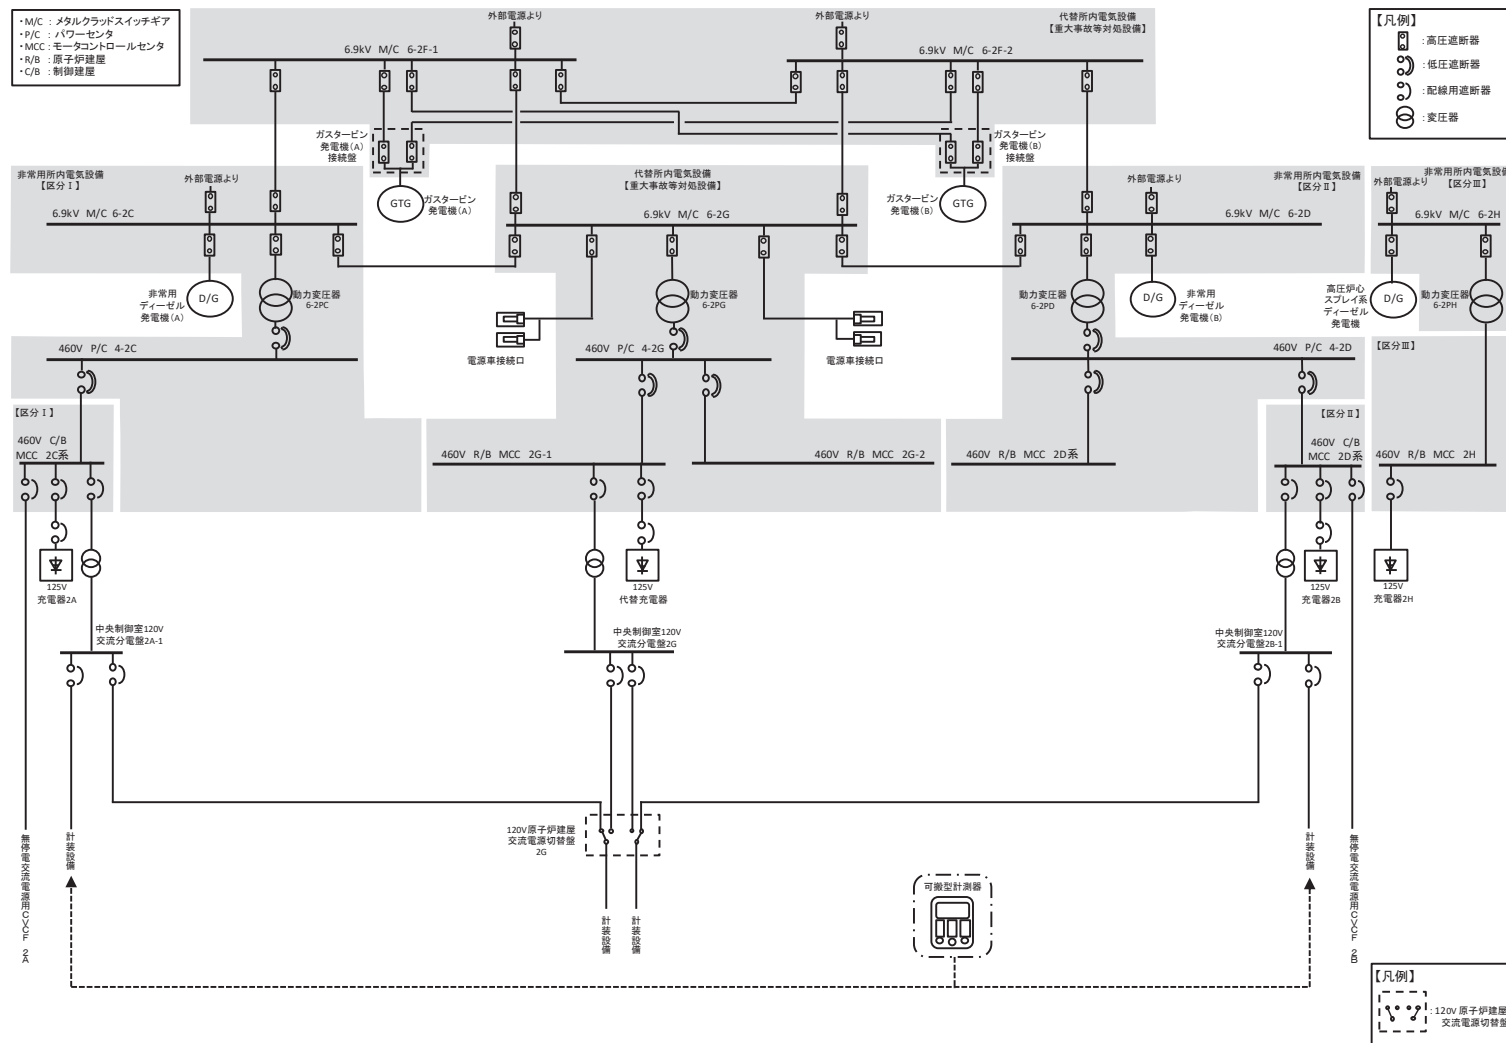 ・M/C ： メタルクラッドスイッチギア
・P/C ： パワーセンタ
・MCC ： モータコントロールセンタ
・R/B ： 原子炉建屋
・C/B ： 制御建屋
外部電源より
外部電源より
代替所内電気設備
【重大事故等対処設備】
【凡例】
：高圧遮断器
：低圧遮断器
：配線用遮断器
：変圧器
6.9kV M/C 6-2F-1
6.9kV M/C 6-2F-2
ガスタービン
発電機(A)
接続盤
ガスタービン
発電機(B)
接続盤
非常用所内電気設備
【区分Ⅰ】
外部電源より
GTG
ガスタービン
発電機(A)
代替所内電気設備
【重大事故等対処設備】
ガスタービン
発電機(B)
GTG
外部電源より
非常用所内電気設備
【区分Ⅱ】
非常用所内電気設備
【区分Ⅲ】
外部電源より
6.9kV M/C 6-2C
6.9kV M/C 6-2G
6.9kV M/C 6-2D
6.9kV M/C 6-2H
非常用
ディーゼル
発電機(A)
D/G
動力変圧器
6-2PC
動力変圧器
6-2PG
動力変圧器
6-2PD
D/G
非常用
ディーゼル
発電機(B)
高圧炉心
スプレイ系
ディーゼル
発電機
D/G
動力変圧器
6-2PH
460V P/C 4-2C
電源車接続口
460V P/C 4-2G
電源車接続口
460V P/C 4-2D
【区分Ⅲ】
【区分Ⅰ】
【区分Ⅱ】
460V C/B
MCC 2C系
460V R/B MCC 2G-1
460V R/B MCC 2G-2
460V R/B MCC 2D系
460V C/B
MCC 2D系
460V R/B MCC 2H
125V
充電器2A
125V
代替充電器
125V
充電器2B
125V
充電器2H
中央制御室120V
交流分電盤2A-1
中央制御室120V
交流分電盤2G
中央制御室120V
交流分電盤2B-1
120V原子炉建屋
交流電源切替盤
2G
無停電交流電源用CVCF 2A
計装設備
計装設備
計装設備
可搬型計測器
計装設備
無停電交流電源用CVCF 2B
【凡例】
：120V 原子炉建屋
交流電源切替盤